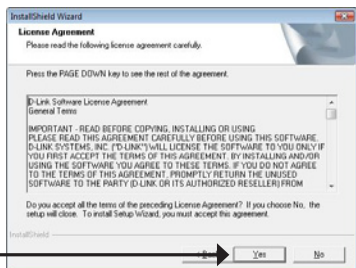 InstallShield Wizard
License Agreement
Please read the following license agreement carefully.
Press the PAGE DOWN key to see the rest of the agreement.
D-Link Software License Agreement
General Terms
IMPORTANT - READ BEFORE COPYING, INSTALLING OR USING
PLEASE READ THIS AGREEMENT CAREFULLY BEFORE USING THIS SOFTWARE.
D-LINK SYSTEMS, INC. ("D-LINK") WILL LICENSE THE SOFTWARE TO YOU ONLY IF
YOU FIRST ACCEPT THE TERMS OF THIS AGREEMENT. BY INSTALLING AND/OR
USING THE SOFTWARE YOU AGREE TO THESE TERMS. IF YOU DO NOT AGREE
TO THE TERMS OF THIS AGREEMENT, PROMPTLY RETURN THE UNUSED
SOFTWARE TO THE PARTY (D-LINK OR ITS AUTHORIZED RESELLER) FROM
Do you accept all the terms of the preceding License Agreement? If you choose No, the
setup will close. To install Setup Wizard, you must accept this agreement.
InstallShield
Yes
No